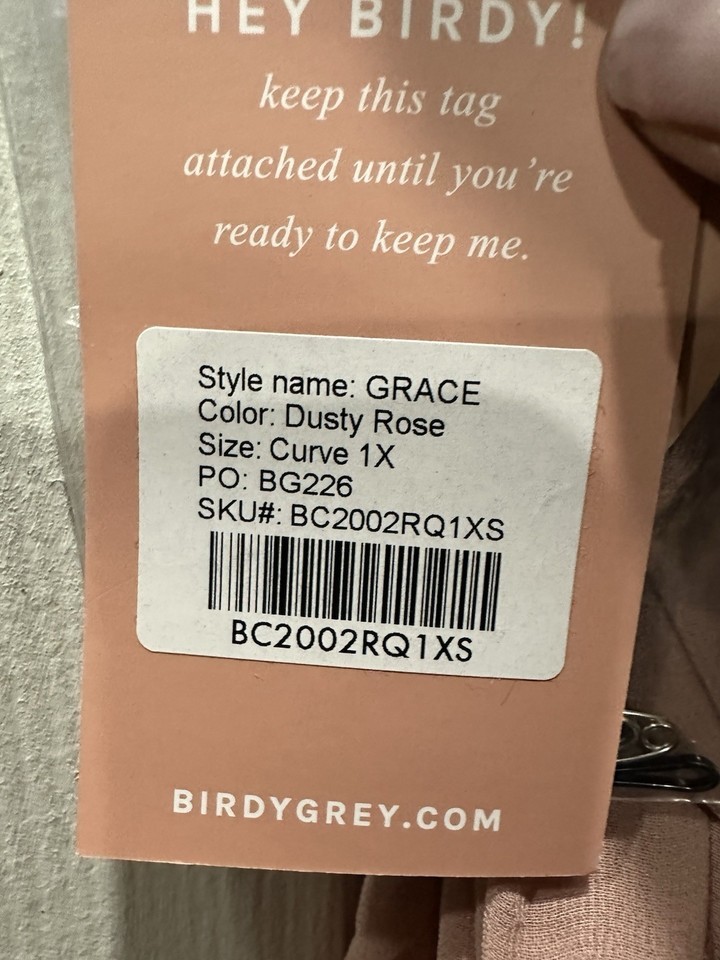 HEY BIRDY!
keep this tag
attached until you're
ready to keep me.
Style name: GRACE
Color: Dusty Rose
Size: Curve 1X
PO: BG226
SKU#: BC2002RQ1XS
BC2002RQ1XS
BIRDYGREY.COM